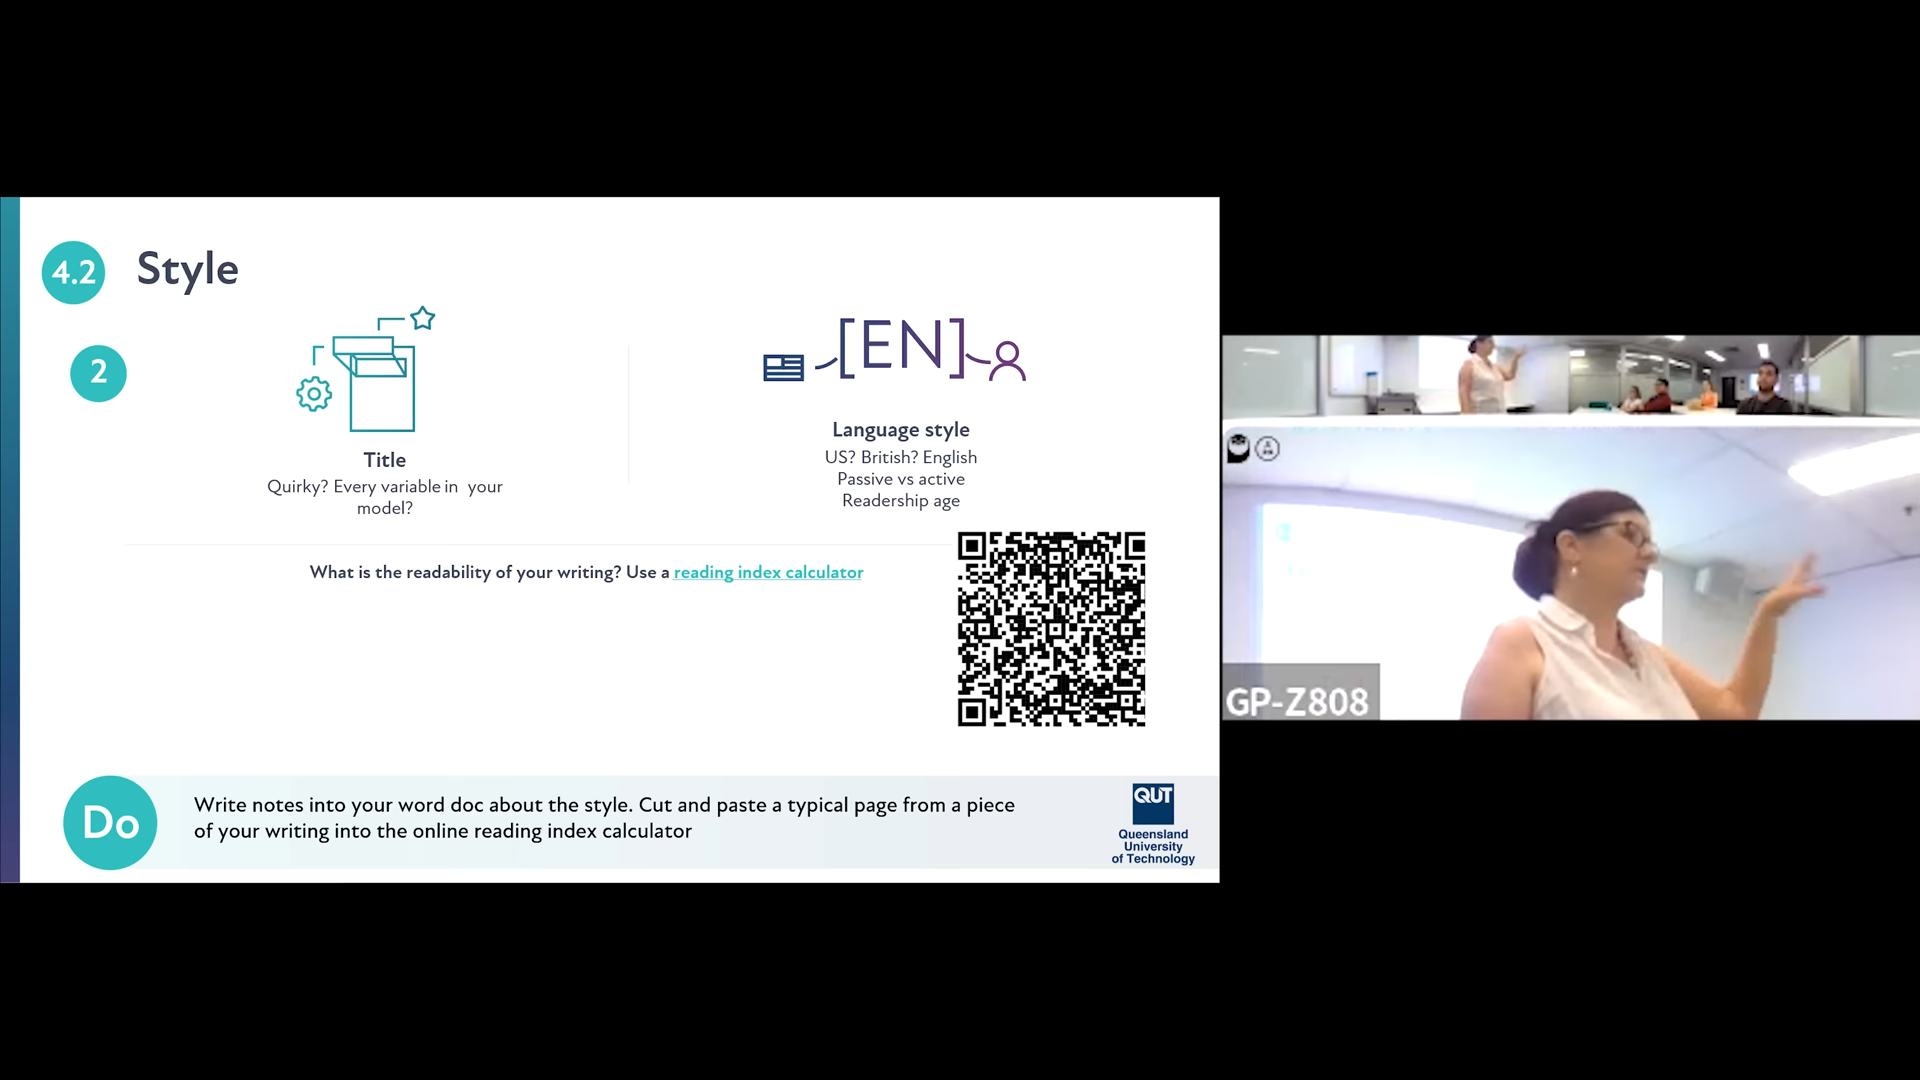 4.2
Style
2
[EN]
Title
Quirky? Every variable in your
model?
Language style
US? British? English
Passive vs active
Readership age
What is the readability of your writing? Use a reading index calculator
Do
Write notes into your word doc about the style. Cut and paste a typical page from a piece
of your writing into the online reading index calculator
QUT
Queensland
University
of Technology
GP-Z808